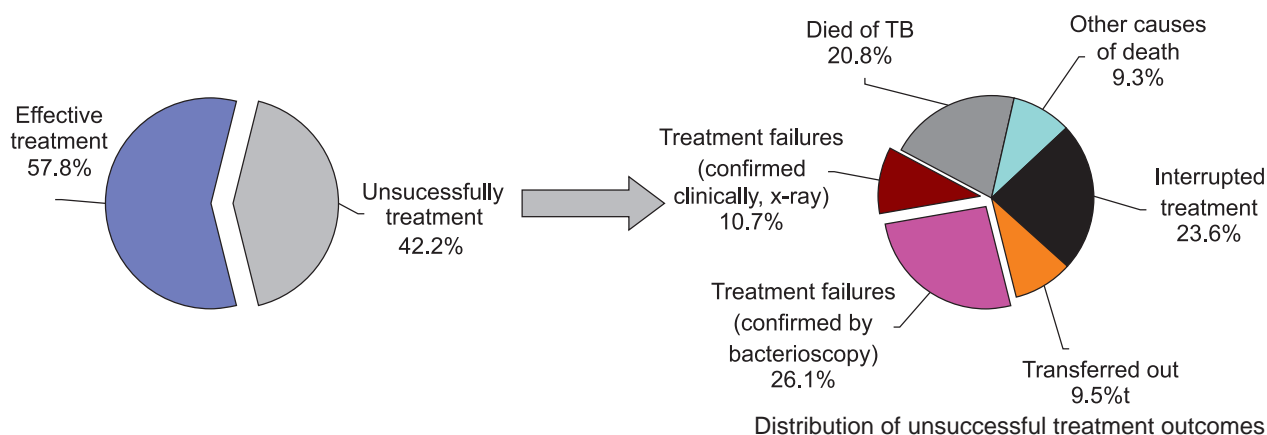 Effective
treatment
57.8%
Unsucessfully
treatment
42.2%
Died of TB
20.8%
Other causes
of death
9.3%
Treatment failures
(confirmed
clinically, x-ray)
10.7%
Interrupted
treatment
23.6%
Treatment failures
(confirmed by
bacterioscopy)
26.1%
Transferred out
9.5%t
Distribution of unsuccessful treatment outcomes